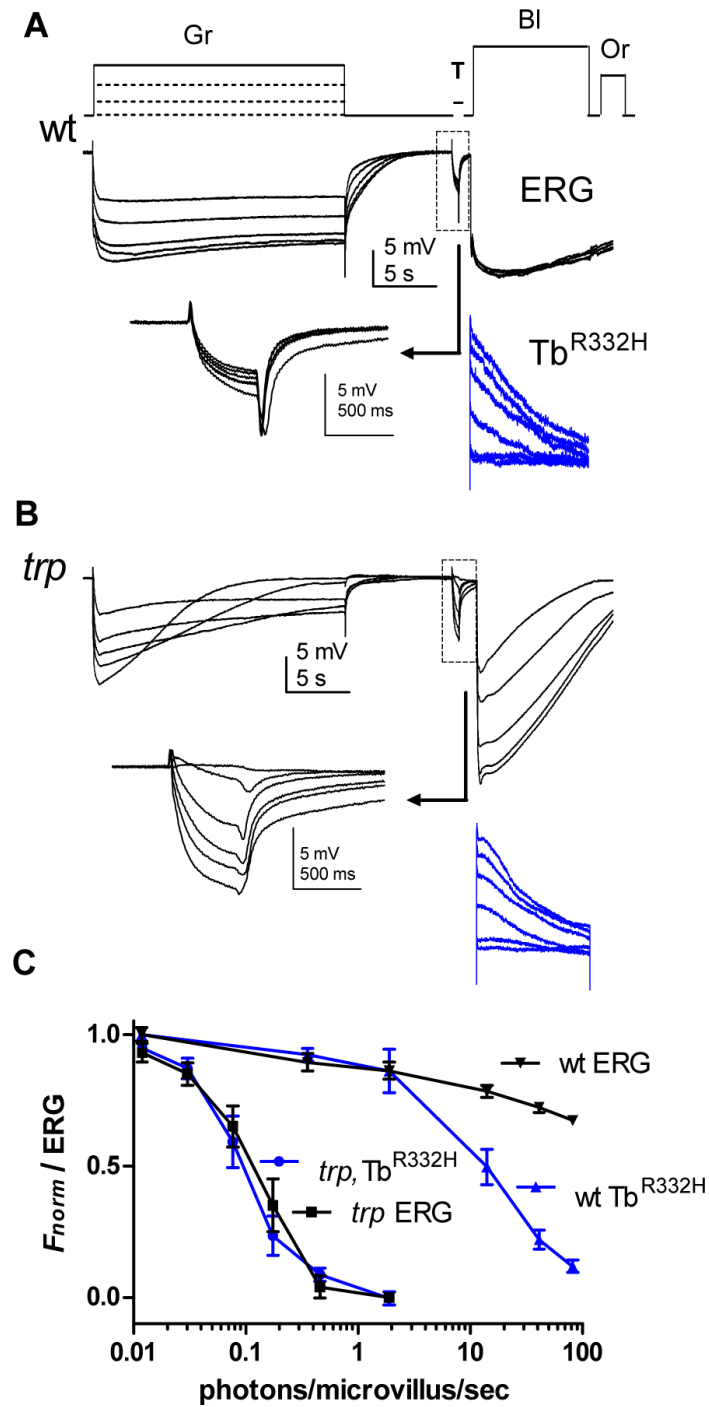 A
Gr
Bl
Or
T
wt
ERG
5 mV
5 s
Tb^R332H
5 mV
500 ms
B
trp
5 mV
5 s
5 mV
500 ms
C
1.0
0.5
0.0
Fnorm / ERG
wt ERG
trp, Tb^R332H
trp ERG
wt Tb^R332H
0.01
0.1
1
10
100
photons/microvillus/sec